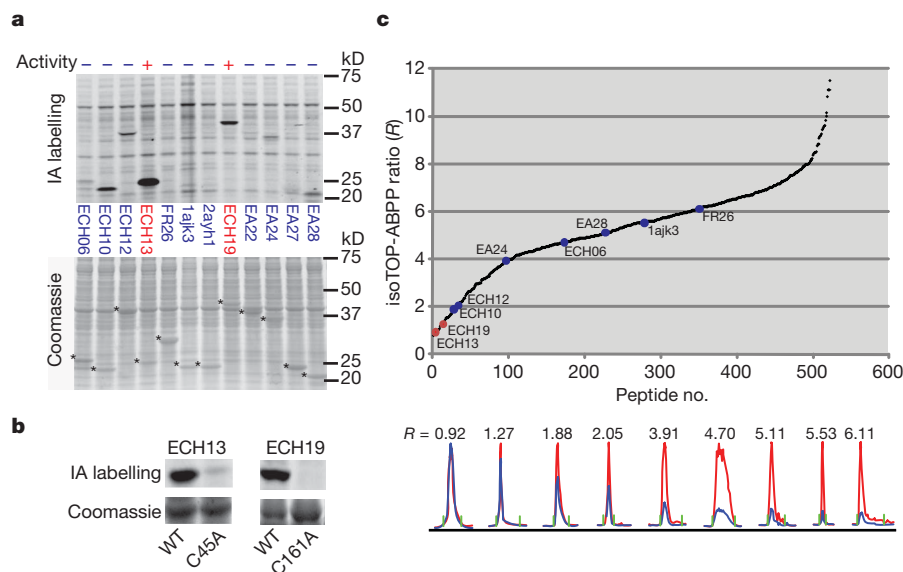 a
kD
Activity − − − + − − − + − − − −
75
50
37
25
20
IA labelling
ECH06 ECH10 ECH12 ECH13 FR26 1ajk3 2ayh1 ECH19 EA22 EA24 EA27 EA28
kD
75
50
37
25
20
Coomassie
* * * * * * * * * * * *
b
ECH13 ECH19
IA labelling
Coomassie
WT C45A WT C161A
c
isoTOP-ABPP ratio (R)
12
10
8
6
4
2
0
FR26
1ajk3
EA28
ECH06
EA24
ECH12
ECH10
ECH19
ECH13
0 100 200 300 400 500 600
Peptide no.
R = 0.92 1.27 1.88 2.05 3.91 4.70 5.11 5.53 6.11